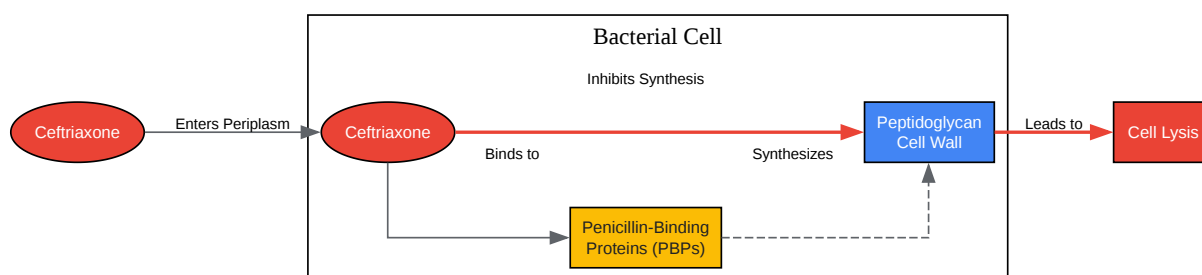 Bacterial Cell
Inhibits Synthesis
Ceftriaxone
Enters Periplasm
Ceftriaxone
Peptidoglycan
Cell Wall
Leads to
Cell Lysis
Binds to
Synthesizes
Penicillin-Binding
Proteins (PBPs)